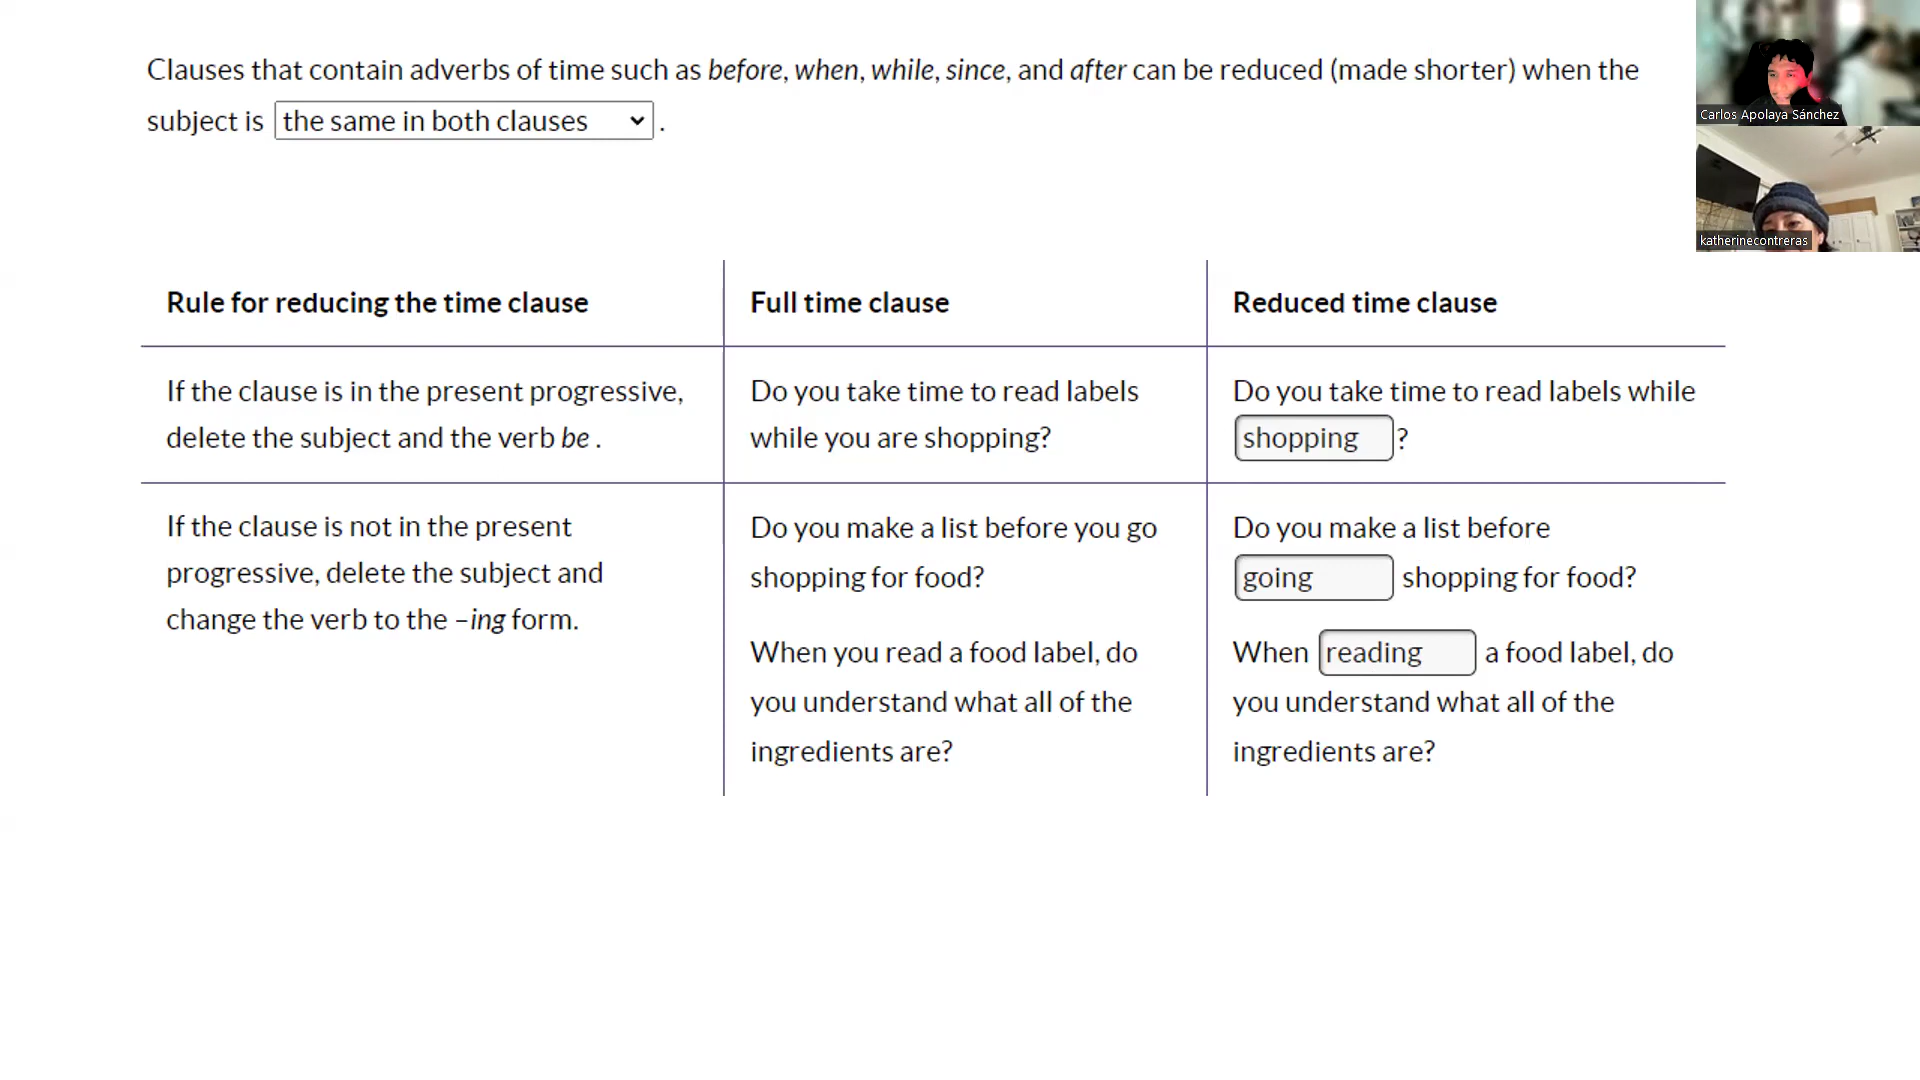 Clauses that contain adverbs of time such as before, when, while, since, and after can be reduced (made shorter) when the
subject is the same in both clauses .
Carlos Apolaya Sánchez
katherinecontreras
Rule for reducing the time clause
Full time clause
Reduced time clause
If the clause is in the present progressive,
delete the subject and the verb be .
Do you take time to read labels
while you are shopping?
Do you take time to read labels while
shopping ?
If the clause is not in the present
progressive, delete the subject and
change the verb to the –ing form.
Do you make a list before you go
shopping for food?
When you read a food label, do
you understand what all of the
ingredients are?
Do you make a list before
going shopping for food?
When reading a food label, do
you understand what all of the
ingredients are?